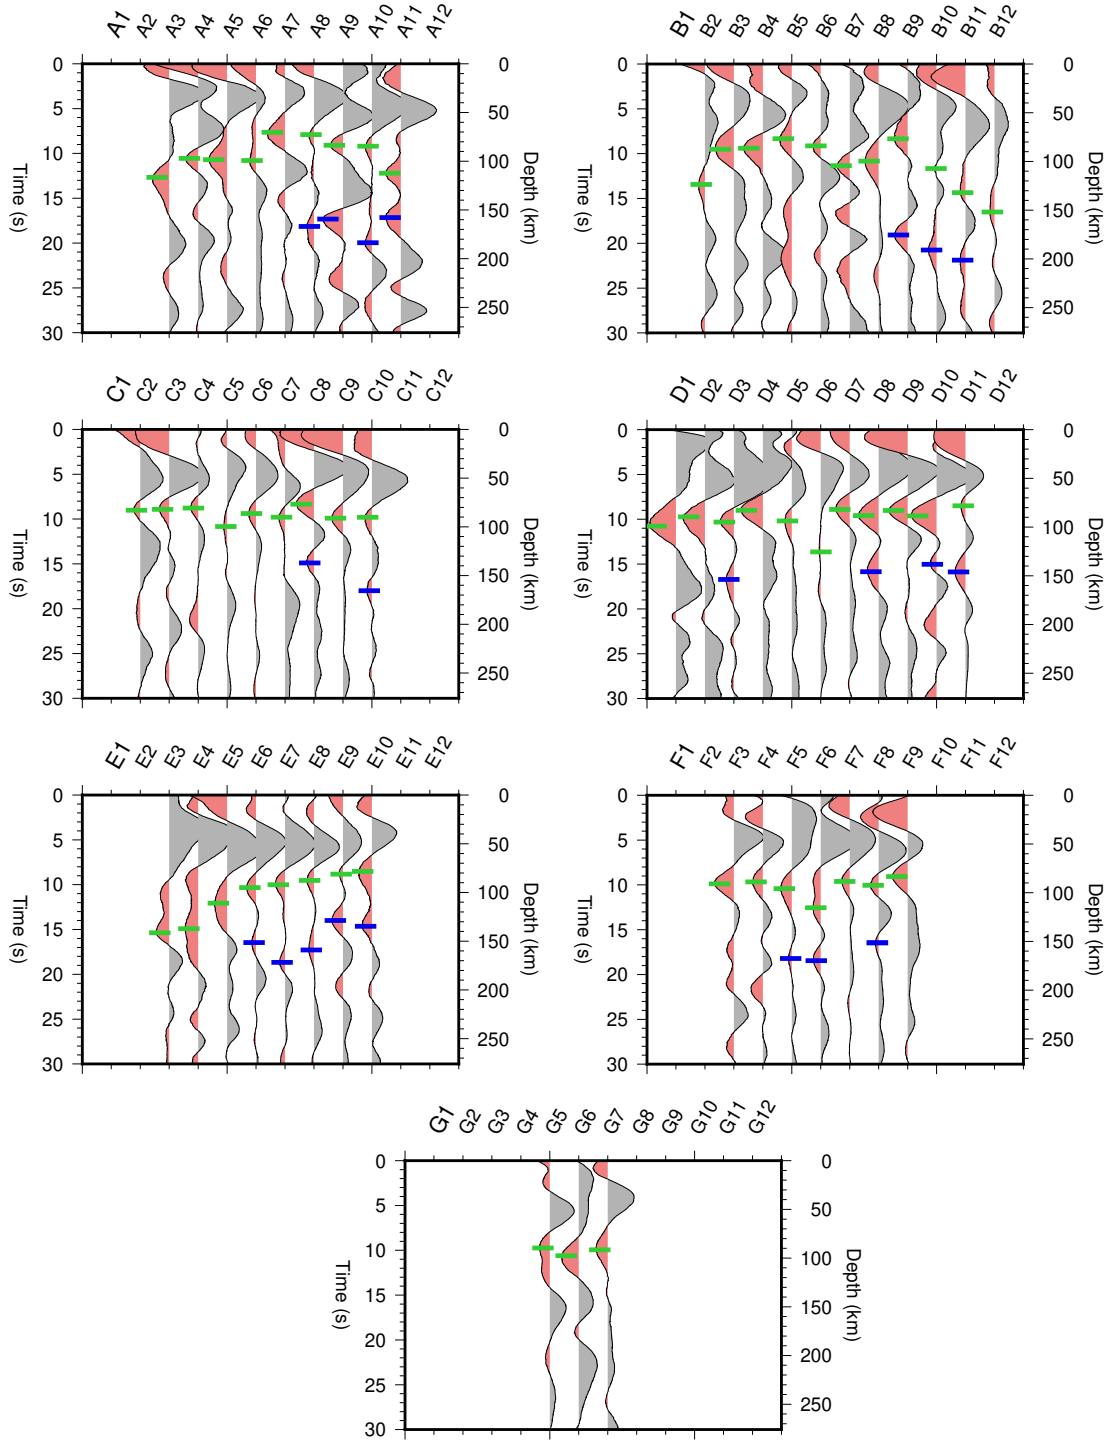 A1 A2 A3 A4 A5 A6 A7 A8 A9 A10 A11 A12
0 5 10 15 20 25 30
Time (s)
0 50 100 150 200 250
Depth (km)
B1 B2 B3 B4 B5 B6 B7 B8 B9 B10 B11 B12
0 5 10 15 20 25 30
Time (s)
0 50 100 150 200 250
Depth (km)
C1 C2 C3 C4 C5 C6 C7 C8 C9 C10 C11 C12
0 5 10 15 20 25 30
Time (s)
0 50 100 150 200 250
Depth (km)
D1 D2 D3 D4 D5 D6 D7 D8 D9 D10 D11 D12
0 5 10 15 20 25 30
Time (s)
0 50 100 150 200 250
Depth (km)
E1 E2 E3 E4 E5 E6 E7 E8 E9 E10 E11 E12
0 5 10 15 20 25 30
Time (s)
0 50 100 150 200 250
Depth (km)
F1 F2 F3 F4 F5 F6 F7 F8 F9 F10 F11 F12
0 5 10 15 20 25 30
Time (s)
0 50 100 150 200 250
Depth (km)
G1 G2 G3 G4 G5 G6 G7 G8 G9 G10 G11 G12
0 5 10 15 20 25 30
Time (s)
0 50 100 150 200 250
Depth (km)